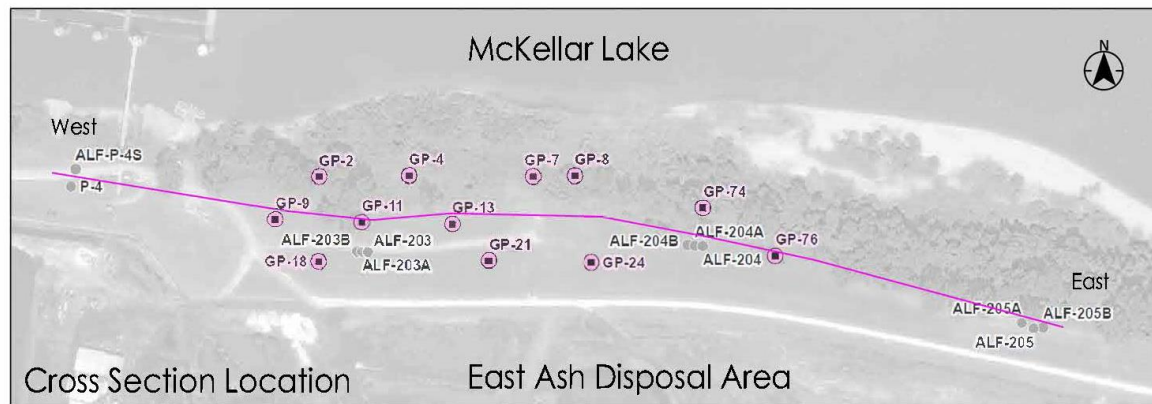 McKellar Lake
N
West
ALF-P-4S
P-4
GP-2
GP-4
GP-7
GP-8
GP-74
GP-9
GP-11
GP-13
ALF-203B
ALF-203
ALF-203A
GP-18
GP-21
GP-24
ALF-204B
ALF-204A
ALF-204
GP-76
East
ALF-205A
ALF-205B
ALF-205
Cross Section Location
East Ash Disposal Area